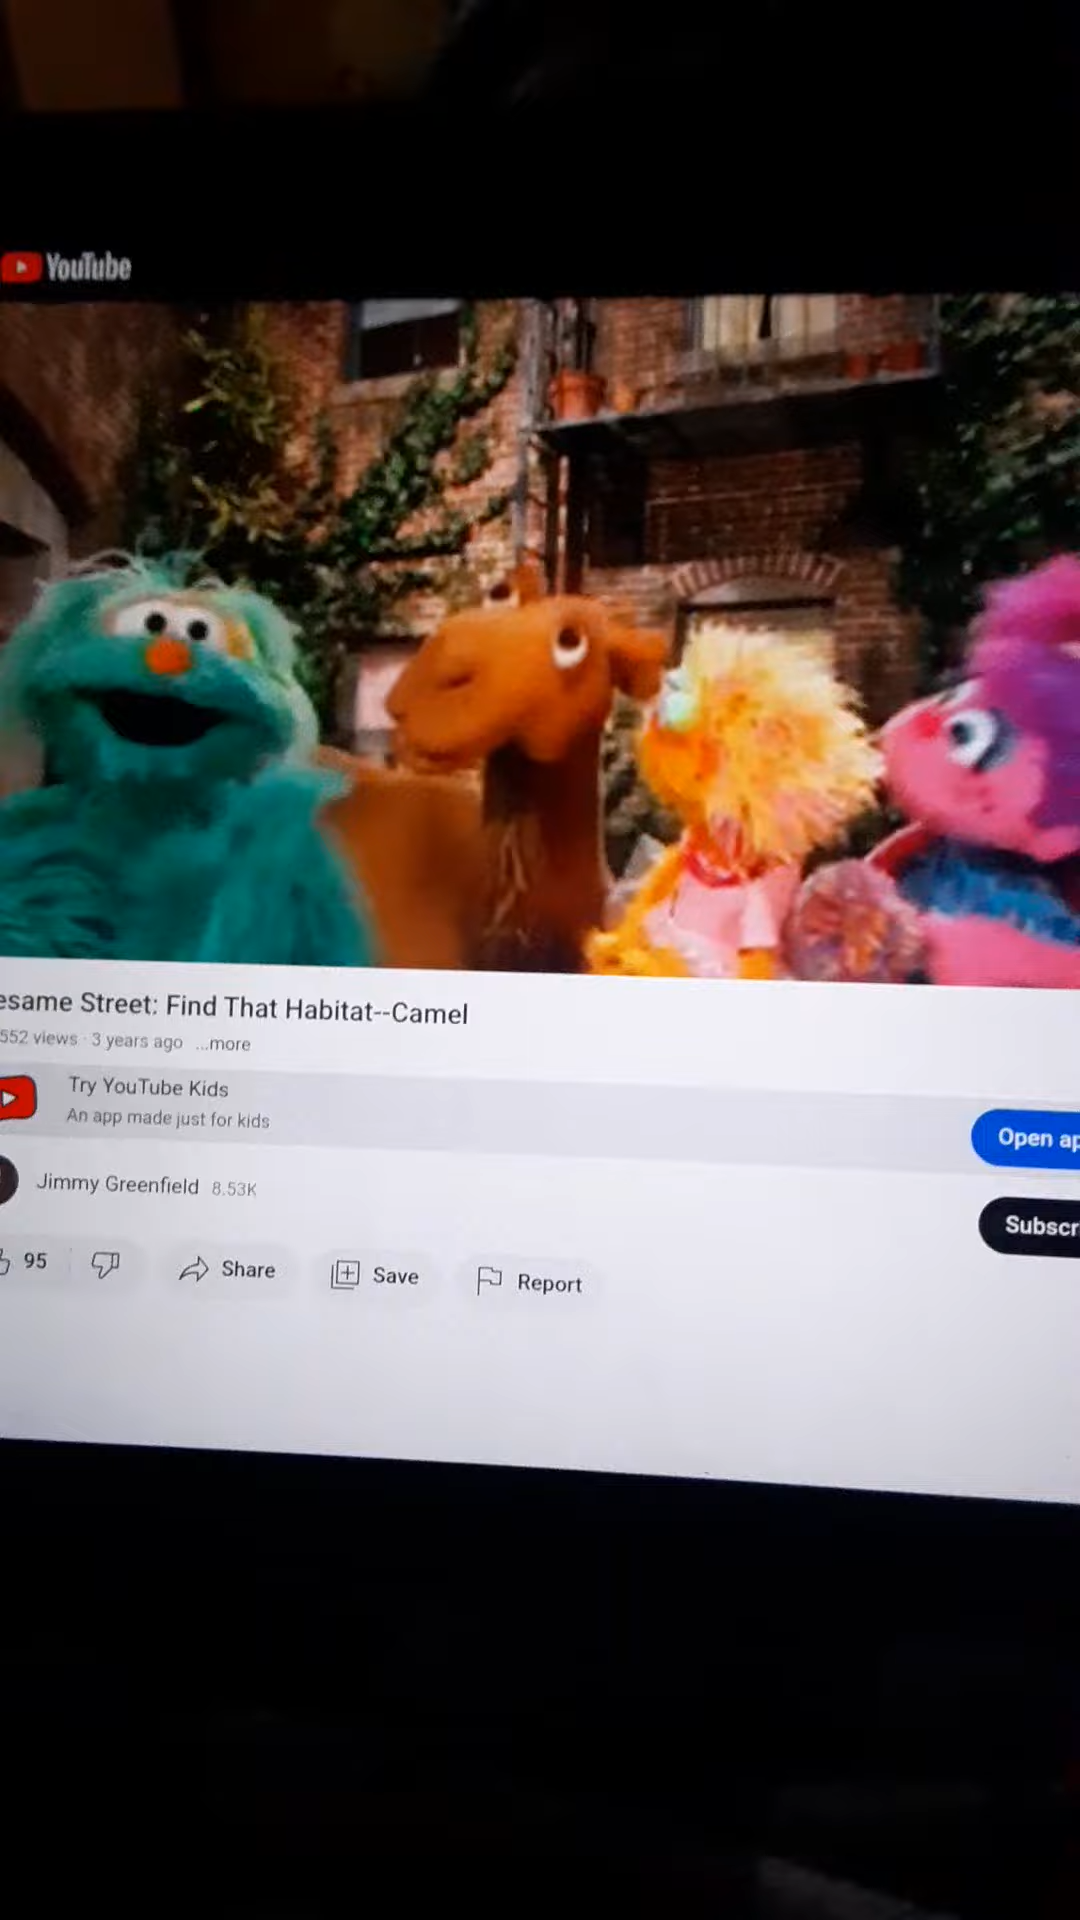 YouTube
esame Street: Find That Habitat--Camel
552 views · 3 years ago ...more
Try YouTube Kids
An app made just for kids
Open ap
Jimmy Greenfield 8.53K
Subscr
95 Share Save Report